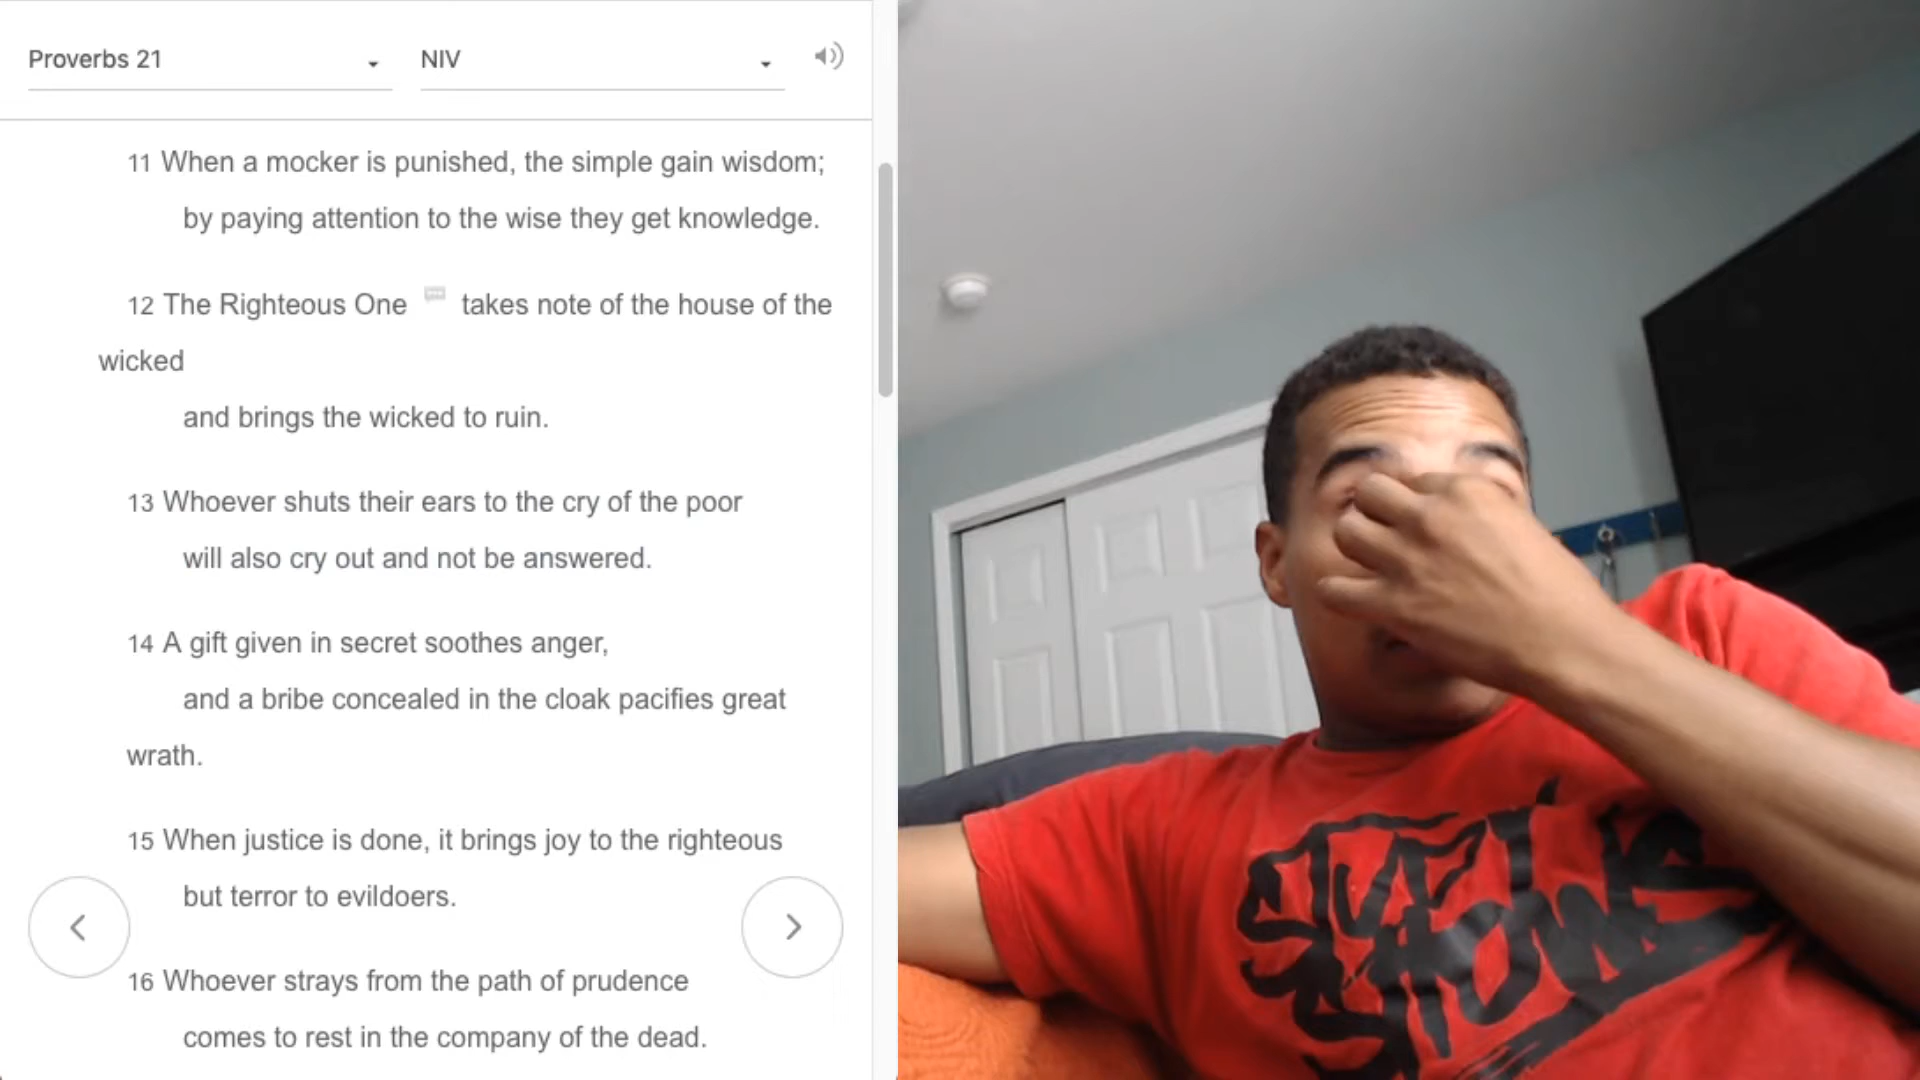 Proverbs 21
NIV
11 When a mocker is punished, the simple gain wisdom;
by paying attention to the wise they get knowledge.
12 The Righteous One takes note of the house of the
wicked
and brings the wicked to ruin.
13 Whoever shuts their ears to the cry of the poor
will also cry out and not be answered.
14 A gift given in secret soothes anger,
and a bribe concealed in the cloak pacifies great
wrath.
15 When justice is done, it brings joy to the righteous
but terror to evildoers.
16 Whoever strays from the path of prudence
comes to rest in the company of the dead.